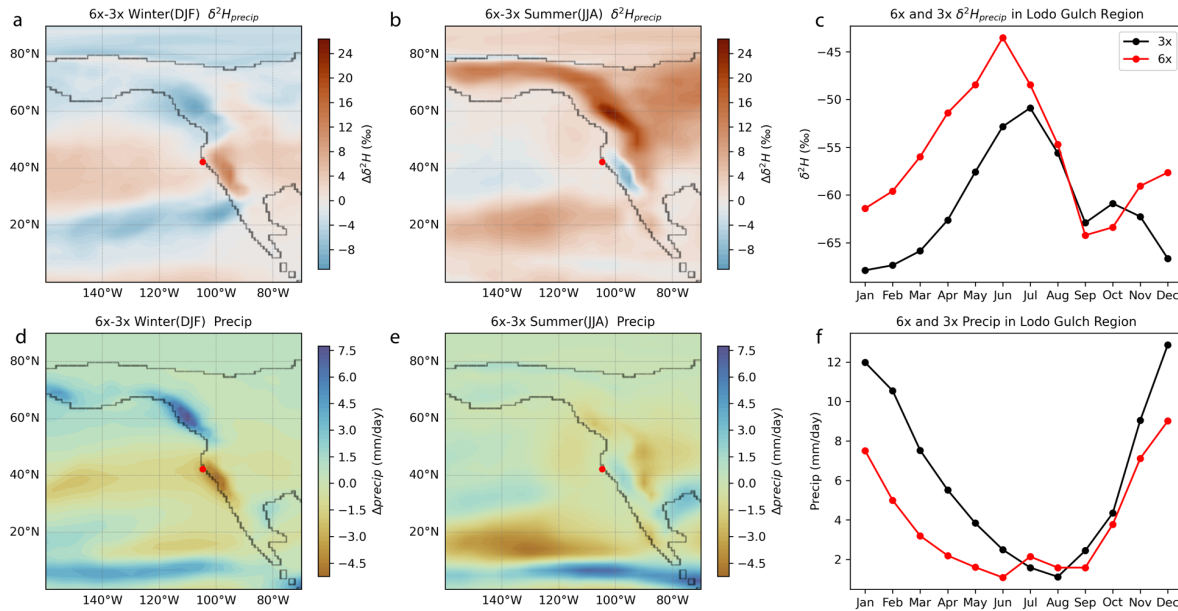 a
6x-3x Winter(DJF) δ²H_precip
80°N
60°N
40°N
20°N
140°W 120°W 100°W 80°W
24
20
16
12
8
4
0
−4
−8
Δδ²H (‰)
b
6x-3x Summer(JJA) δ²H_precip
80°N
60°N
40°N
20°N
140°W 120°W 100°W 80°W
24
20
16
12
8
4
0
−4
−8
Δδ²H (‰)
c
6x and 3x δ²H_precip in Lodo Gulch Region
3x
6x
−45
−50
−55
−60
−65
δ²H (‰)
Jan Feb Mar Apr May Jun Jul Aug Sep Oct Nov Dec
d
6x-3x Winter(DJF) Precip
80°N
60°N
40°N
20°N
140°W 120°W 100°W 80°W
7.5
6.0
4.5
3.0
1.5
0.0
−1.5
−3.0
−4.5
Δprecip (mm/day)
e
6x-3x Summer(JJA) Precip
80°N
60°N
40°N
20°N
140°W 120°W 100°W 80°W
7.5
6.0
4.5
3.0
1.5
0.0
−1.5
−3.0
−4.5
Δprecip (mm/day)
f
6x and 3x Precip in Lodo Gulch Region
12
10
8
6
4
2
Precip (mm/day)
Jan Feb Mar Apr May Jun Jul Aug Sep Oct Nov Dec